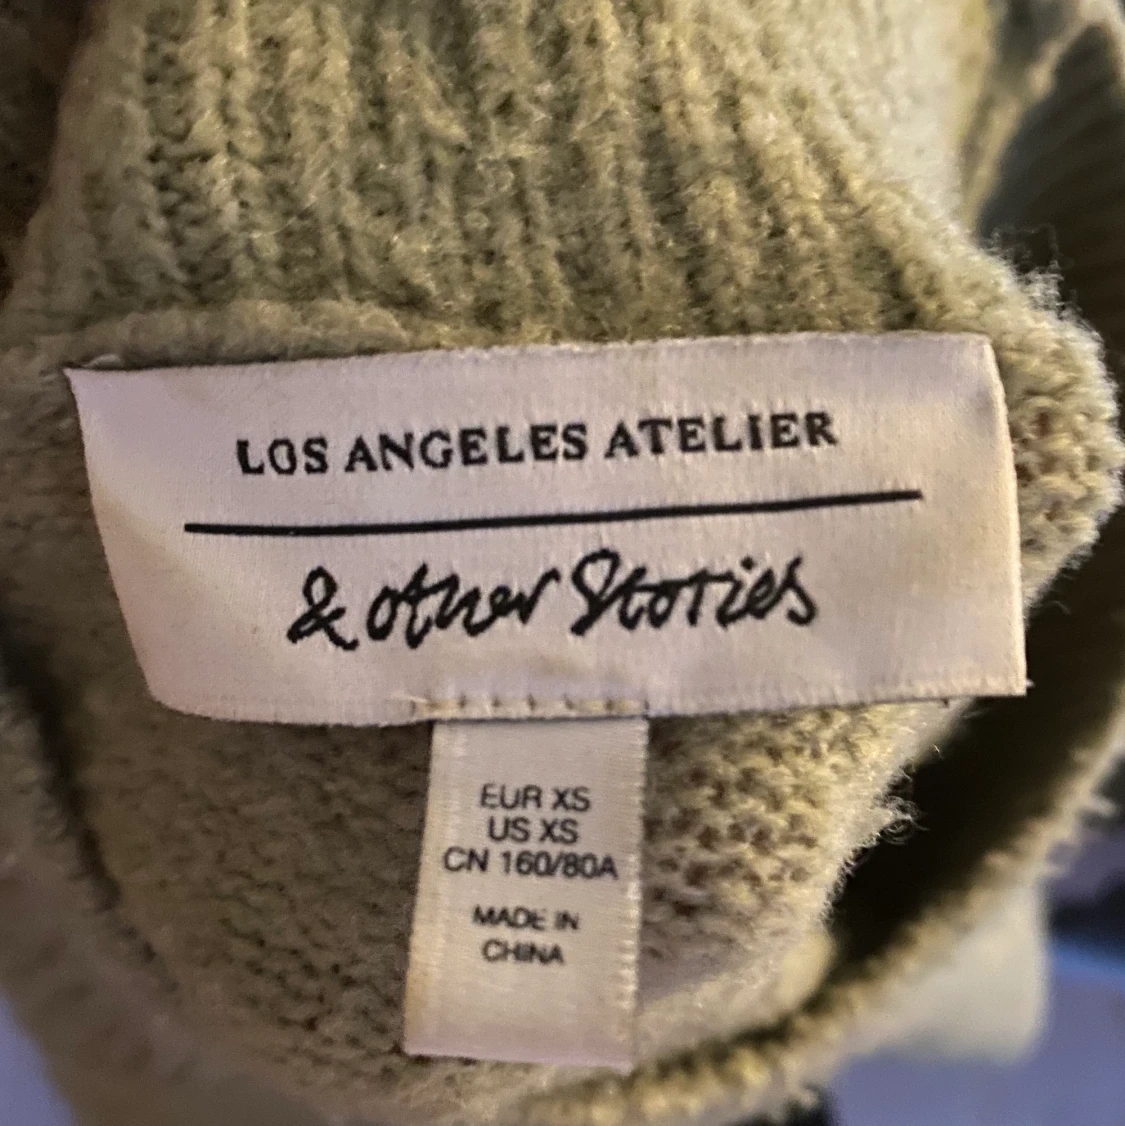 LOS ANGELES ATELIER
& other Stories
EUR XS
US XS
CN 160/80A
MADE IN
CHINA